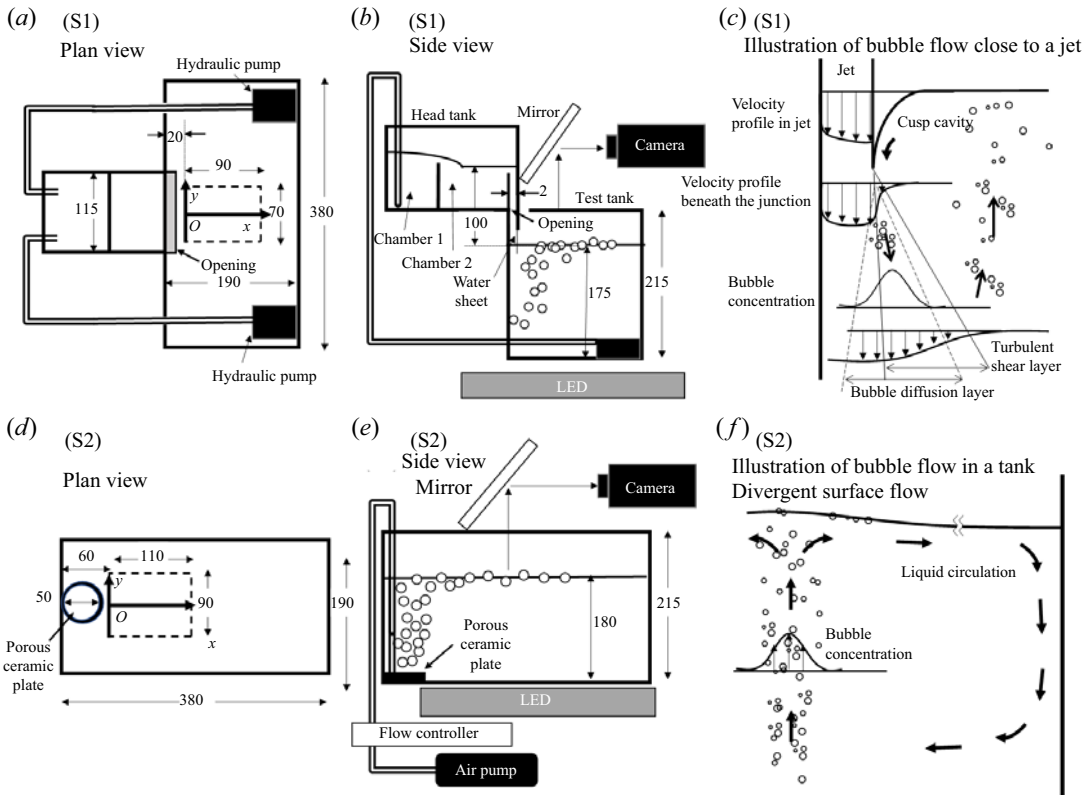 (a) (S1)
Plan view
Hydraulic pump
20
90
115
y
O
x
70
380
Opening
190
Hydraulic pump
(b) (S1)
Side view
Head tank
Mirror
Camera
2
Test tank
100
Chamber 1
Opening
Chamber 2
Water
sheet
175
215
LED
(c) (S1)
Illustration of bubble flow close to a jet
Jet
Velocity
profile in jet
Cusp cavity
Velocity profile
beneath the junction
Bubble
concentration
Turbulent
shear layer
Bubble diffusion layer
(d) (S2)
Plan view
60
110
50
y
O
90
x
190
Porous
ceramic
plate
380
(e) (S2)
Side view
Mirror
Camera
215
180
Porous
ceramic
plate
LED
Flow controller
Air pump
(f) (S2)
Illustration of bubble flow in a tank
Divergent surface flow
Liquid circulation
Bubble
concentration